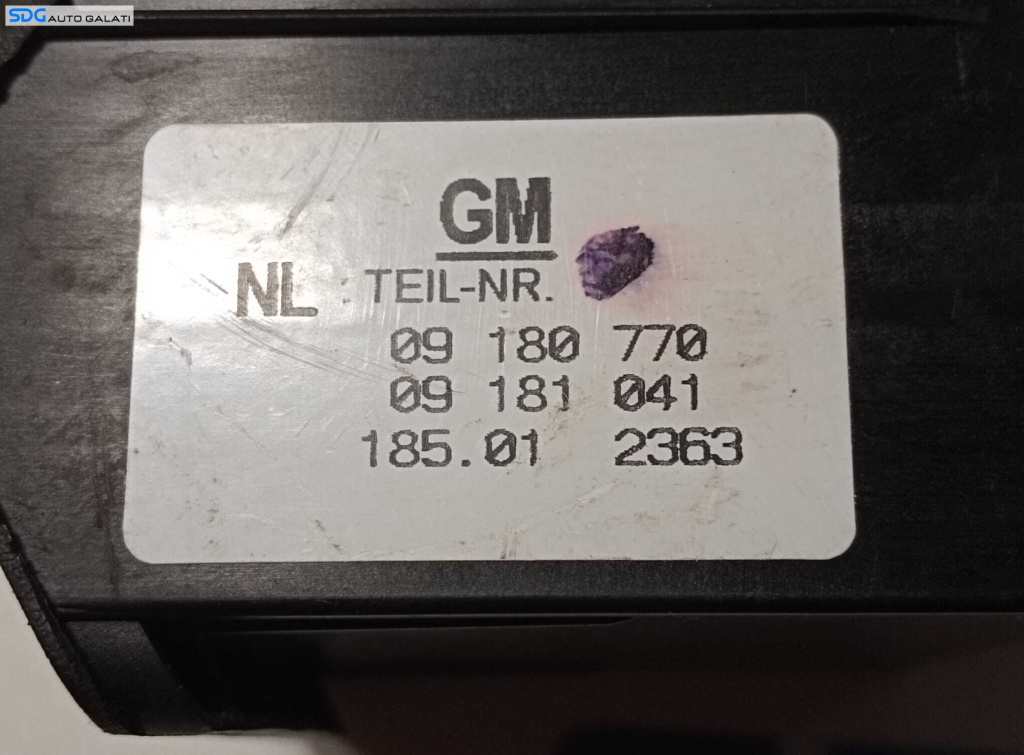 SDG AUTO GALATI
GM
NL : TEIL-NR.
09 180 770
09 181 041
185.01 2363